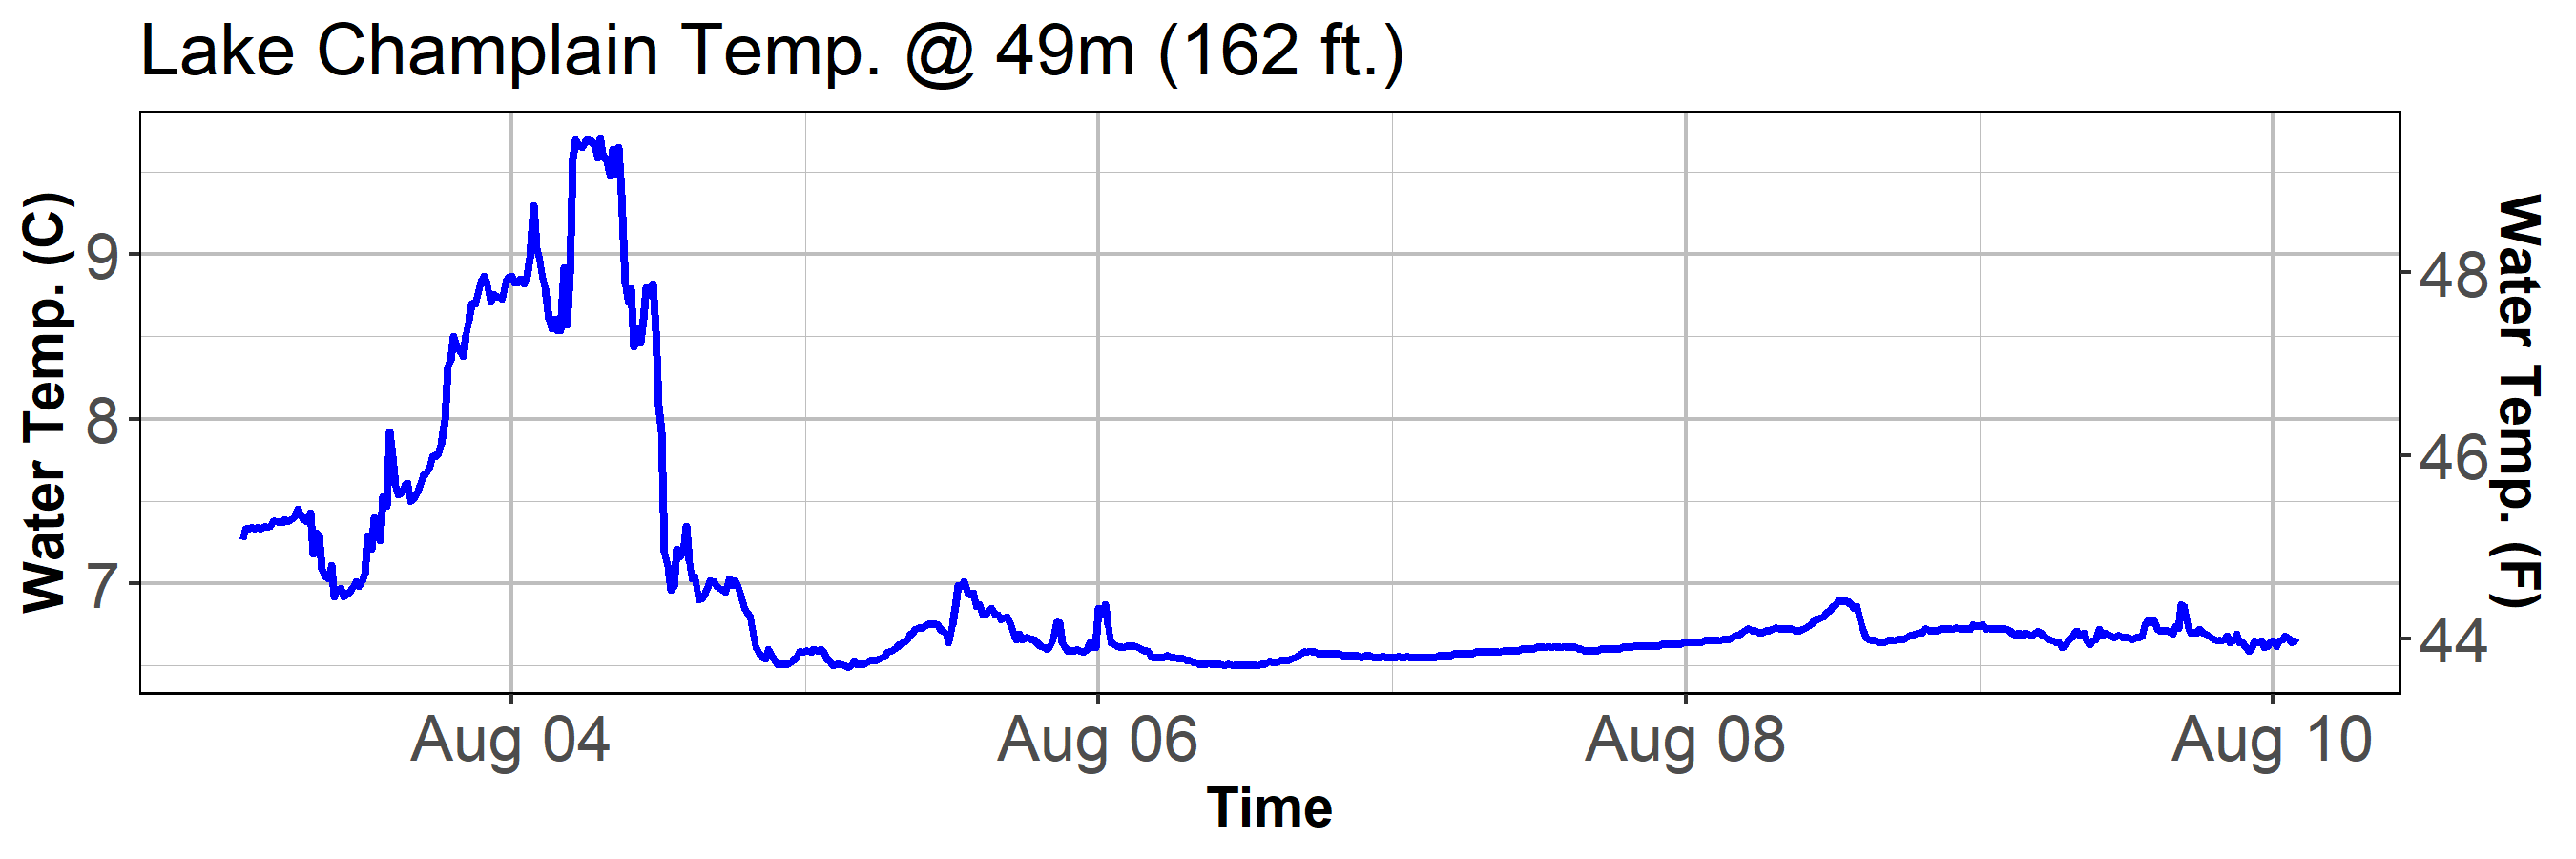 Lake Champlain Temp. @ 49m (162 ft.)
Water Temp. (C)
9
8
7
48
46
44
Water Temp. (F)
Aug 04
Aug 06
Aug 08
Aug 10
Time